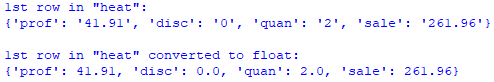 1st row in "heat":
{'prof': '41.91', 'disc': '0', 'quan': '2', 'sale': '261.96'}
1st row in "heat" converted to float:
{'prof': 41.91, 'disc': 0.0, 'quan': 2.0, 'sale': 261.96}